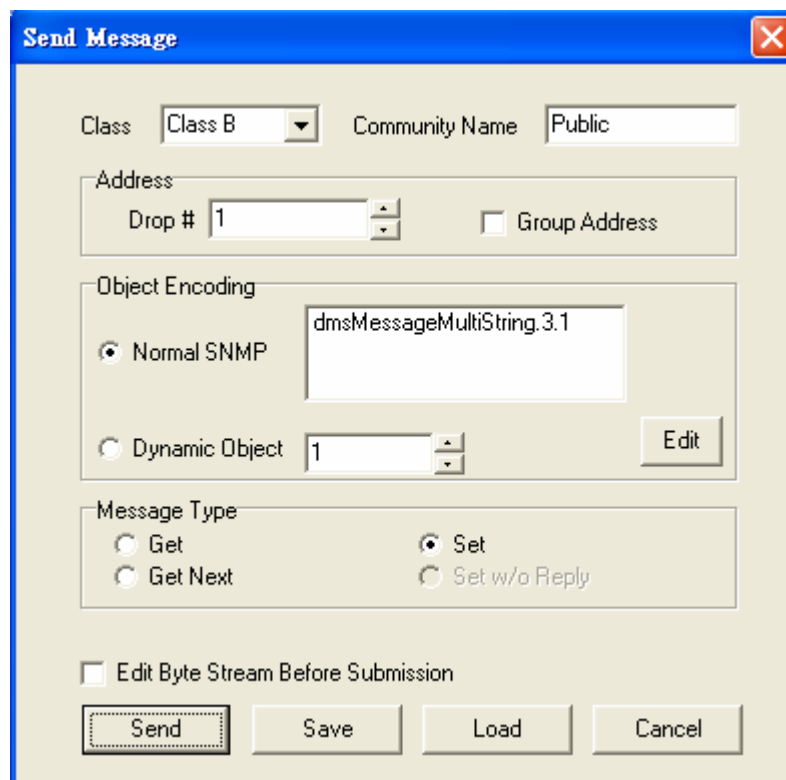 Send Message
Class Class B Community Name Public
Address
Drop # 1 Group Address
Object Encoding
dmsMessageMultiString.3.1
Normal SNMP
Dynamic Object 1 Edit
Message Type
Get Set
Get Next Set w/o Reply
Edit Byte Stream Before Submission
Send Save Load Cancel